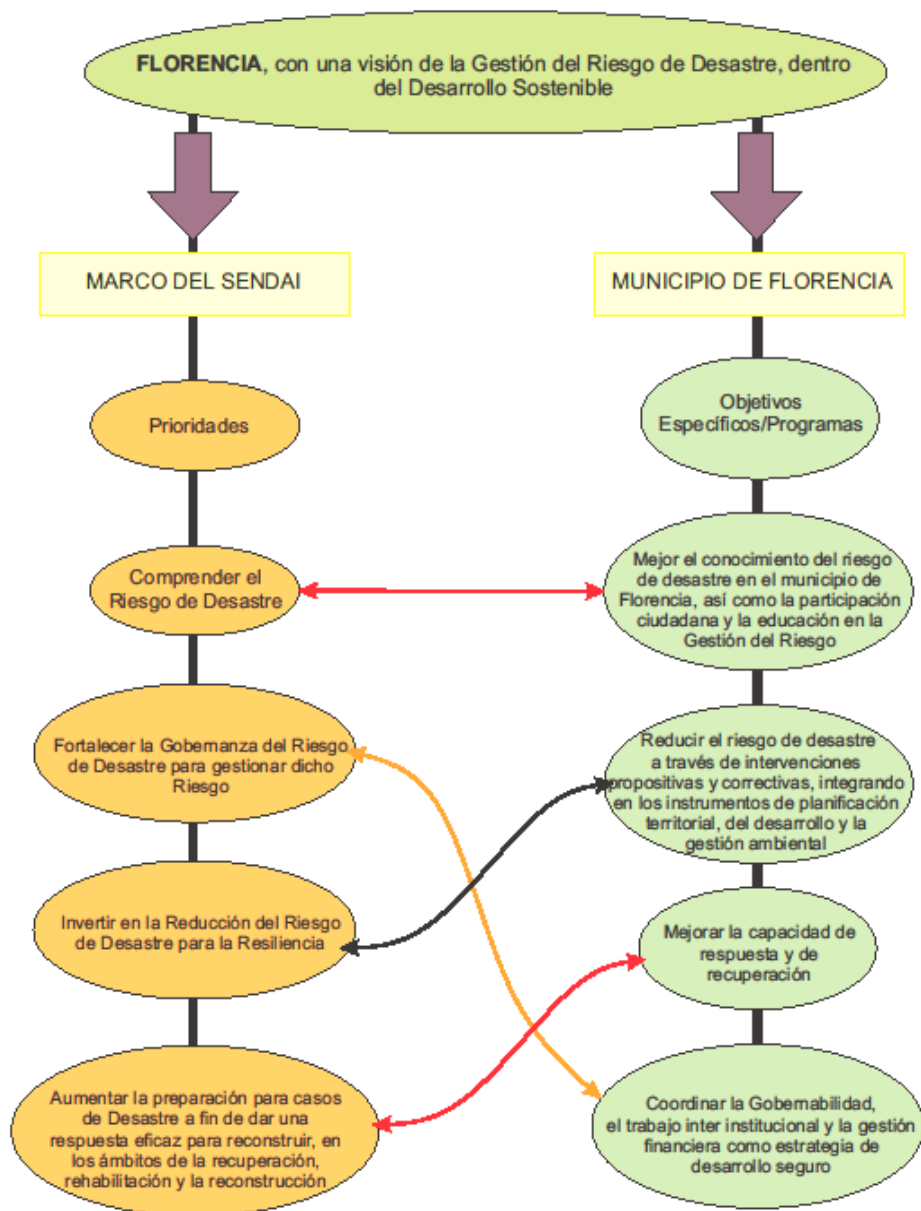 FLORENCIA, con una visión de la Gestión del Riesgo de Desastre, dentro
del Desarrollo Sostenible
MARCO DEL SENDAI
MUNICIPIO DE FLORENCIA
Prioridades
Objetivos
Específicos/Programas
Comprender el
Riesgo de Desastre
Mejor el conocimiento del riesgo
de desastre en el municipio de
Florencia, así como la participación
ciudadana y la educación en la
Gestión del Riesgo
Fortalecer la Gobernanza del Riesgo
de Desastre para gestionar dicho
Riesgo
Reducir el riesgo de desastre
a través de intervenciones
propositivas y correctivas, integrando
en los instrumentos de planificación
territorial, del desarrollo y la
gestión ambiental
Invertir en la Reducción del Riesgo
de Desastre para la Resiliencia
Mejorar la capacidad de
respuesta y de
recuperación
Aumentar la preparación para casos
de Desastre a fin de dar una
respuesta eficaz para reconstruir, en
los ámbitos de la recuperación,
rehabilitación y la reconstrucción
Coordinar la Gobernabilidad,
el trabajo inter institucional y la gestión
financiera como estrategia de
desarrollo seguro